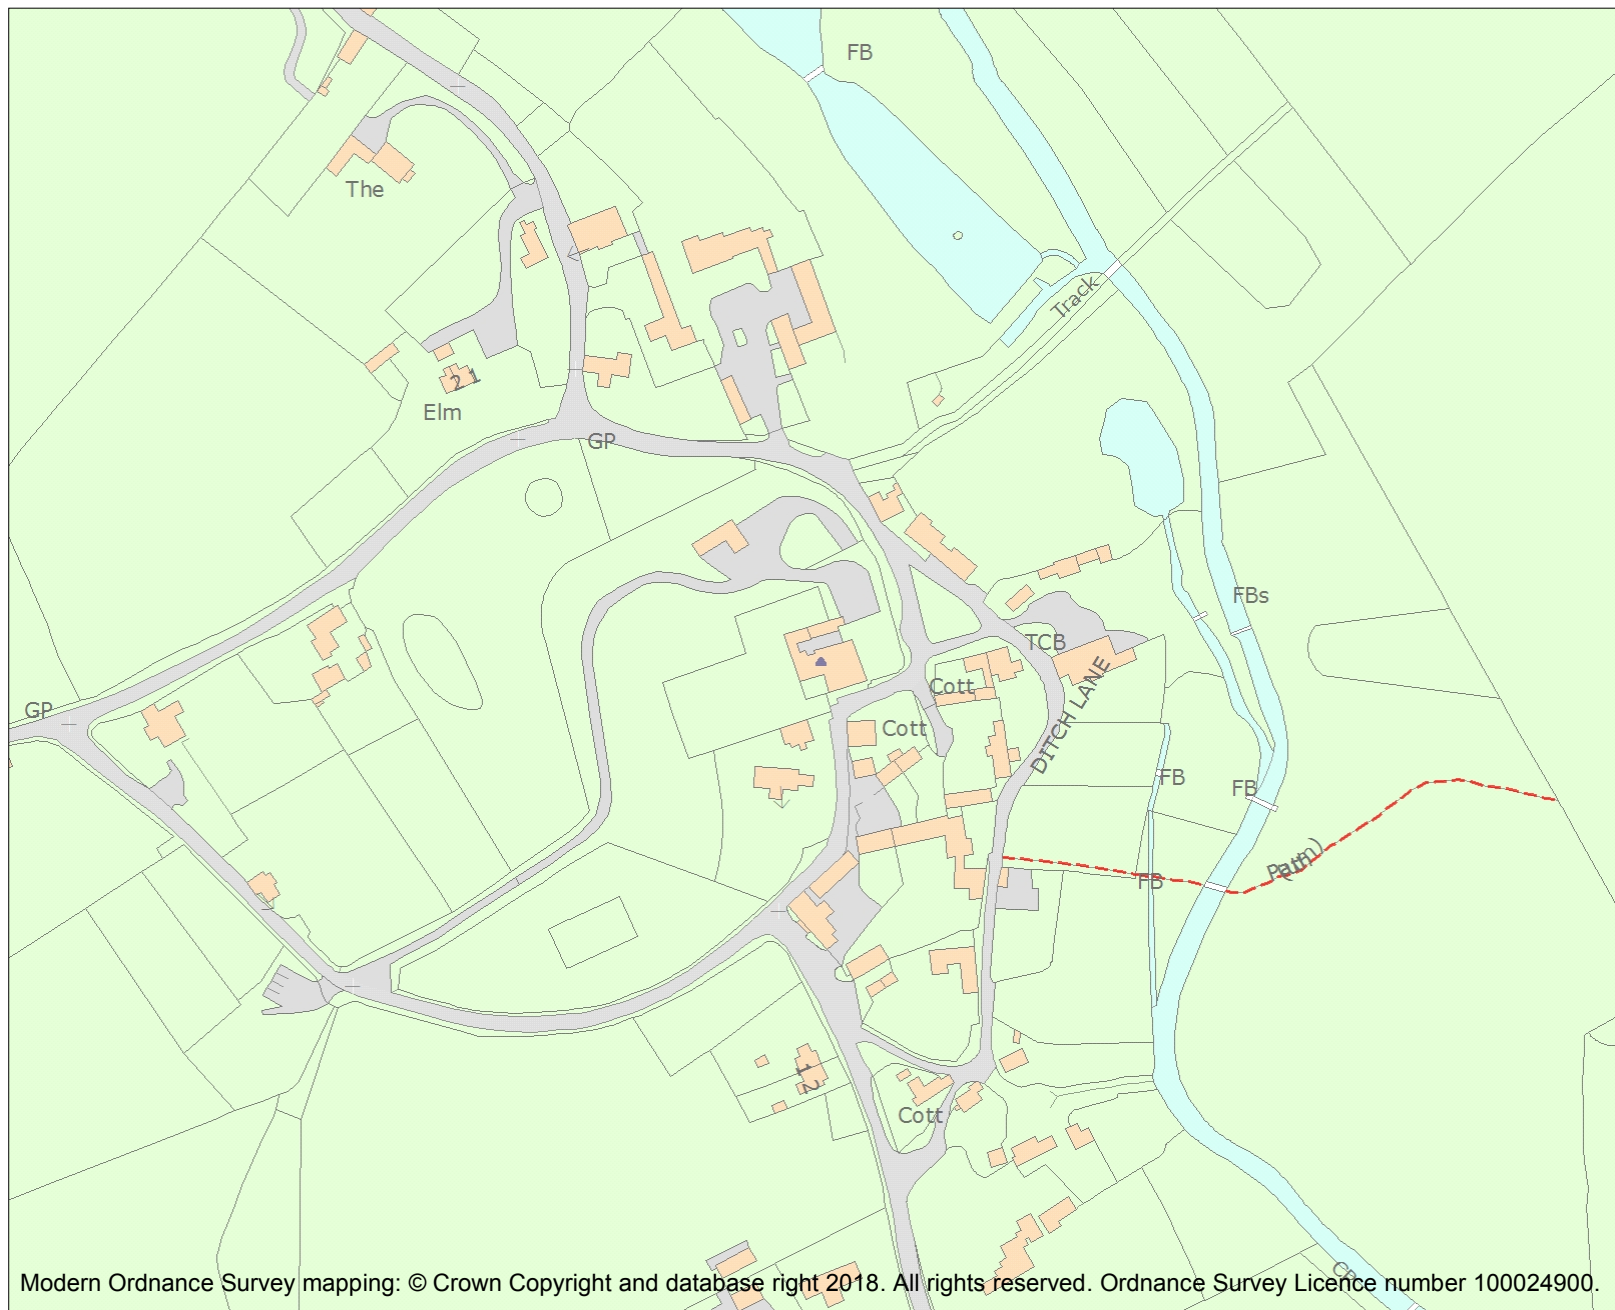 FB
The
Track
2 1
Elm
GP
FBs
TCB
Cott
GP
Cott
DITCH LANE
FB
FB
FB
1 2
Cott
Modern Ordnance Survey mapping: © Crown Copyright and database right 2018. All rights reserved. Ordnance Survey Licence number 100024900.